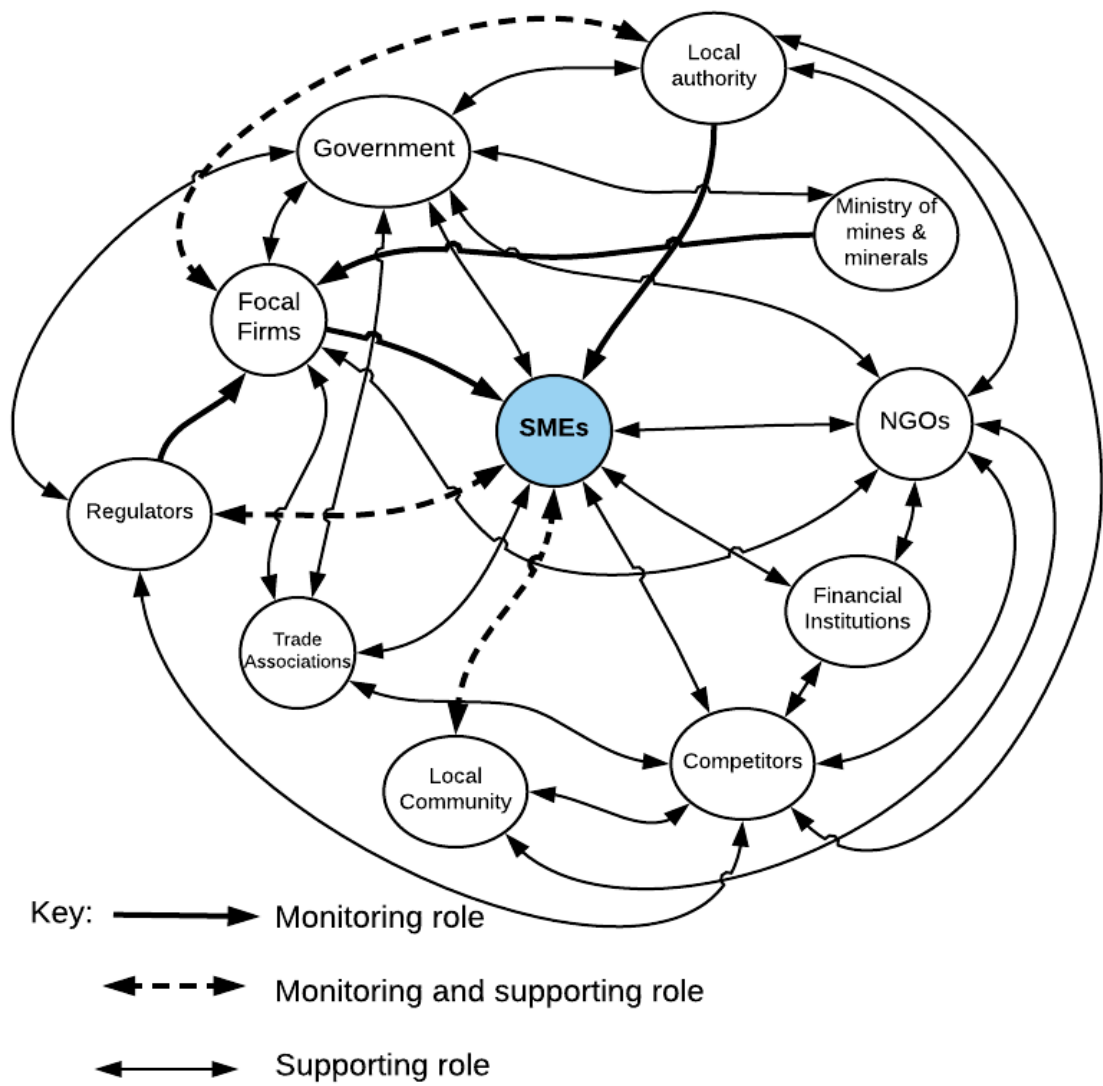 Local
authority
Government
Ministry of
mines &
minerals
Focal
Firms
SMEs
NGOs
Regulators
Financial
Institutions
Trade
Associations
Competitors
Local
Community
Key:
Monitoring role
Monitoring and supporting role
Supporting role